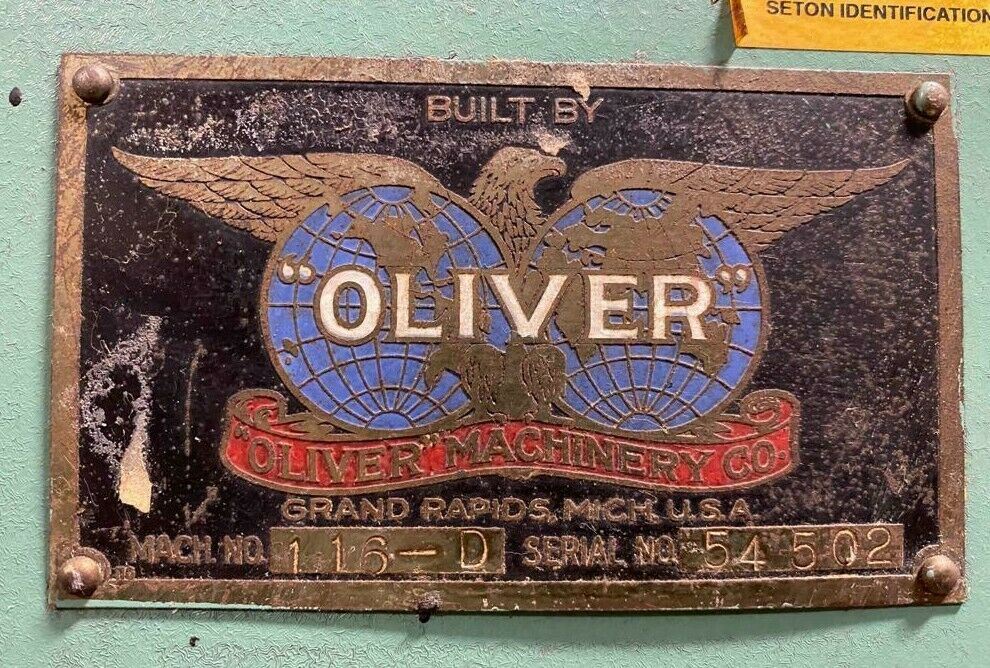 SETON IDENTIFICATION
BUILT BY
"OLIVER"
"OLIVER" MACHINERY CO.
GRAND RAPIDS, MICH. U.S.A.
MACH. NO. 116-D SERIAL NO. 54502